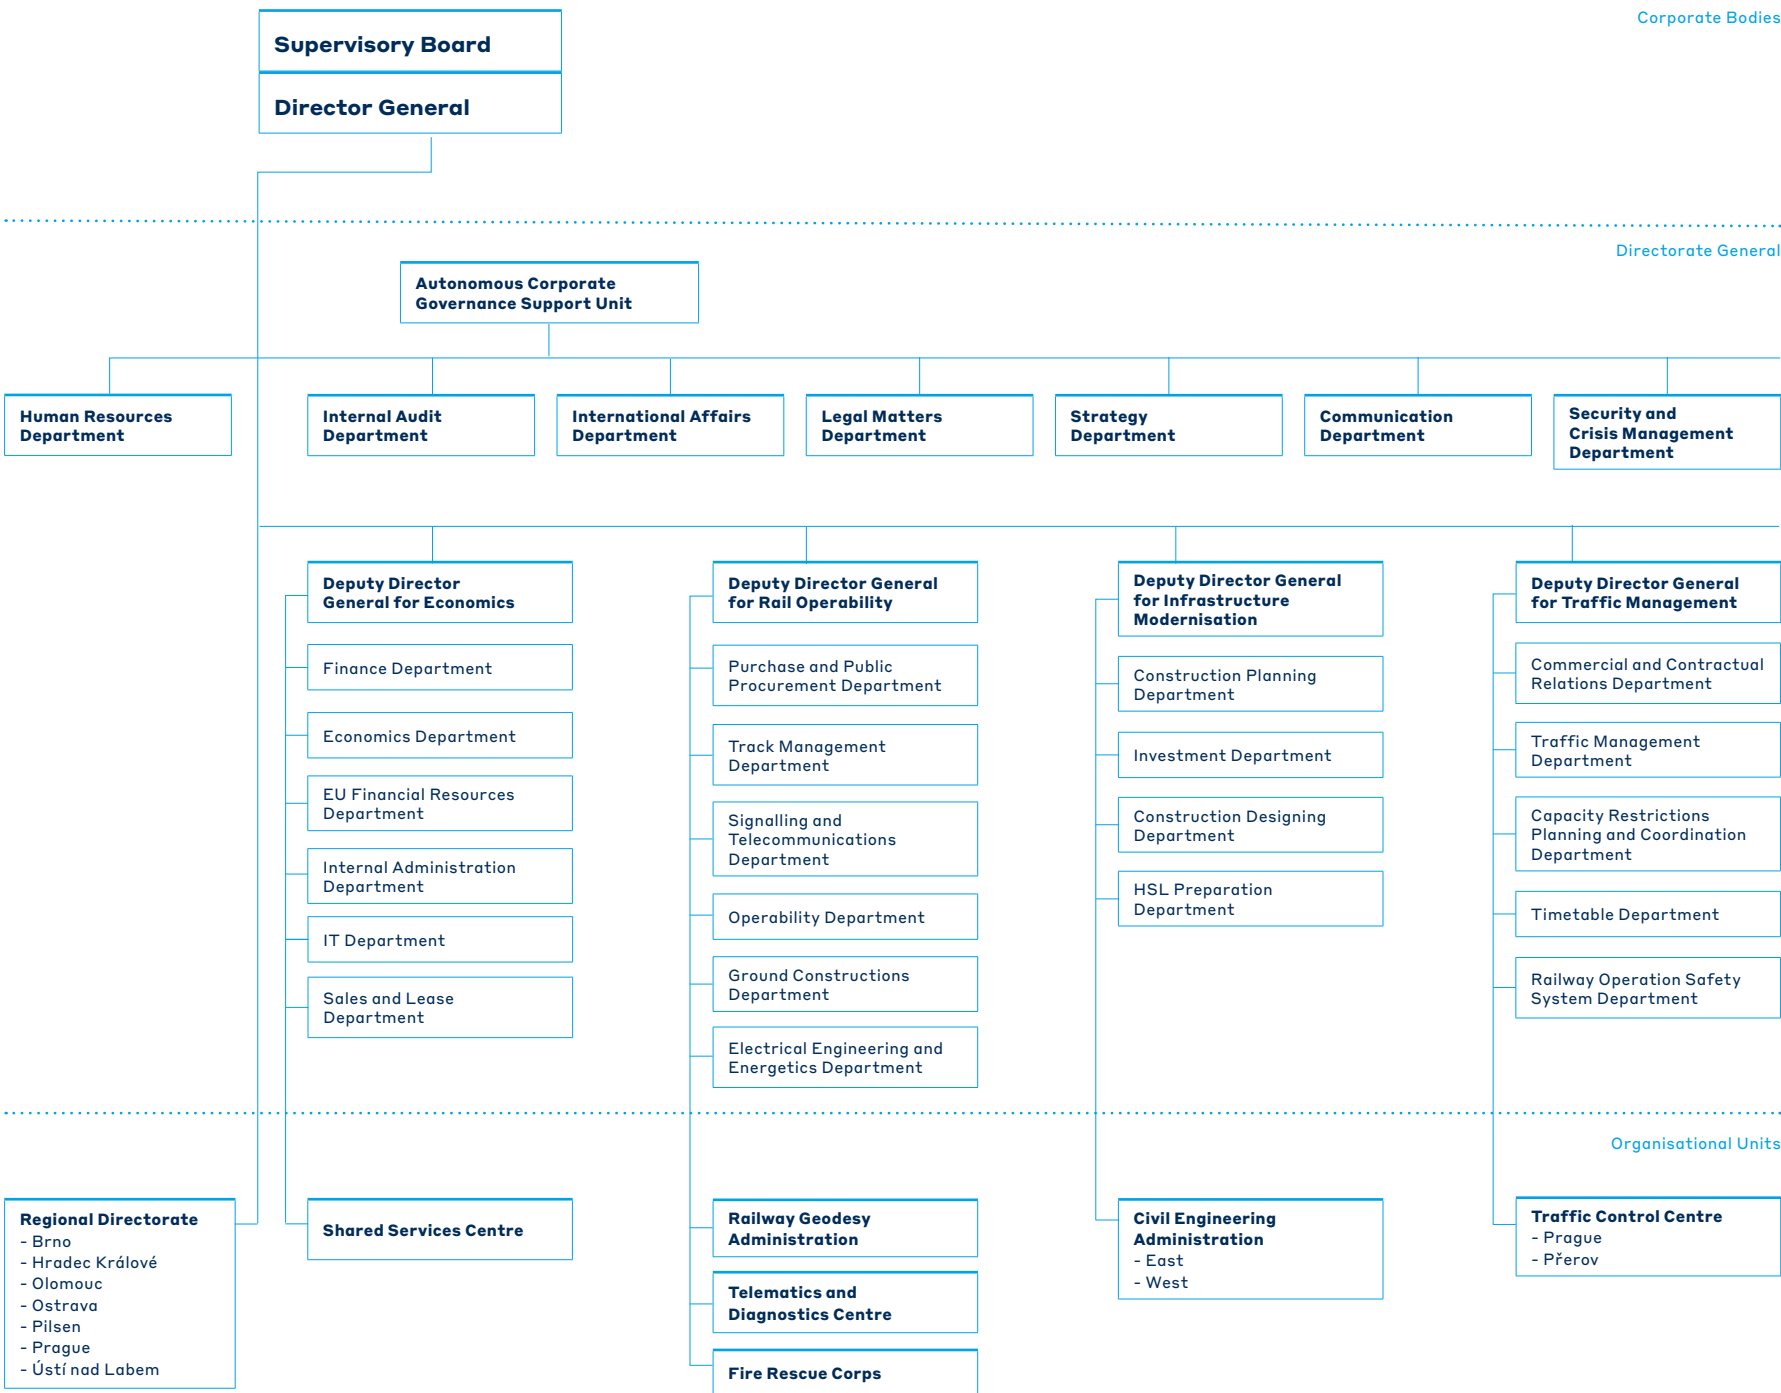 Corporate Bodies
Supervisory Board
Director General
Directorate General
Autonomous Corporate
Governance Support Unit
Human Resources
Department
Internal Audit
Department
International Affairs
Department
Legal Matters
Department
Strategy
Department
Communication
Department
Security and
Crisis Management
Department
Deputy Director
General for Economics
Finance Department
Economics Department
EU Financial Resources
Department
Internal Administration
Department
IT Department
Sales and Lease
Department
Deputy Director General
for Rail Operability
Purchase and Public
Procurement Department
Track Management
Department
Signalling and
Telecommunications
Department
Operability Department
Ground Constructions
Department
Electrical Engineering and
Energetics Department
Deputy Director General
for Infrastructure
Modernisation
Construction Planning
Department
Investment Department
Construction Designing
Department
HSL Preparation
Department
Deputy Director General
for Traffic Management
Commercial and Contractual
Relations Department
Traffic Management
Department
Capacity Restrictions
Planning and Coordination
Department
Timetable Department
Railway Operation Safety
System Department
Organisational Units
Regional Directorate
- Brno
- Hradec Králové
- Olomouc
- Ostrava
- Pilsen
- Prague
- Ústí nad Labem
Shared Services Centre
Railway Geodesy
Administration
Telematics and
Diagnostics Centre
Fire Rescue Corps
Civil Engineering
Administration
- East
- West
Traffic Control Centre
- Prague
- Přerov